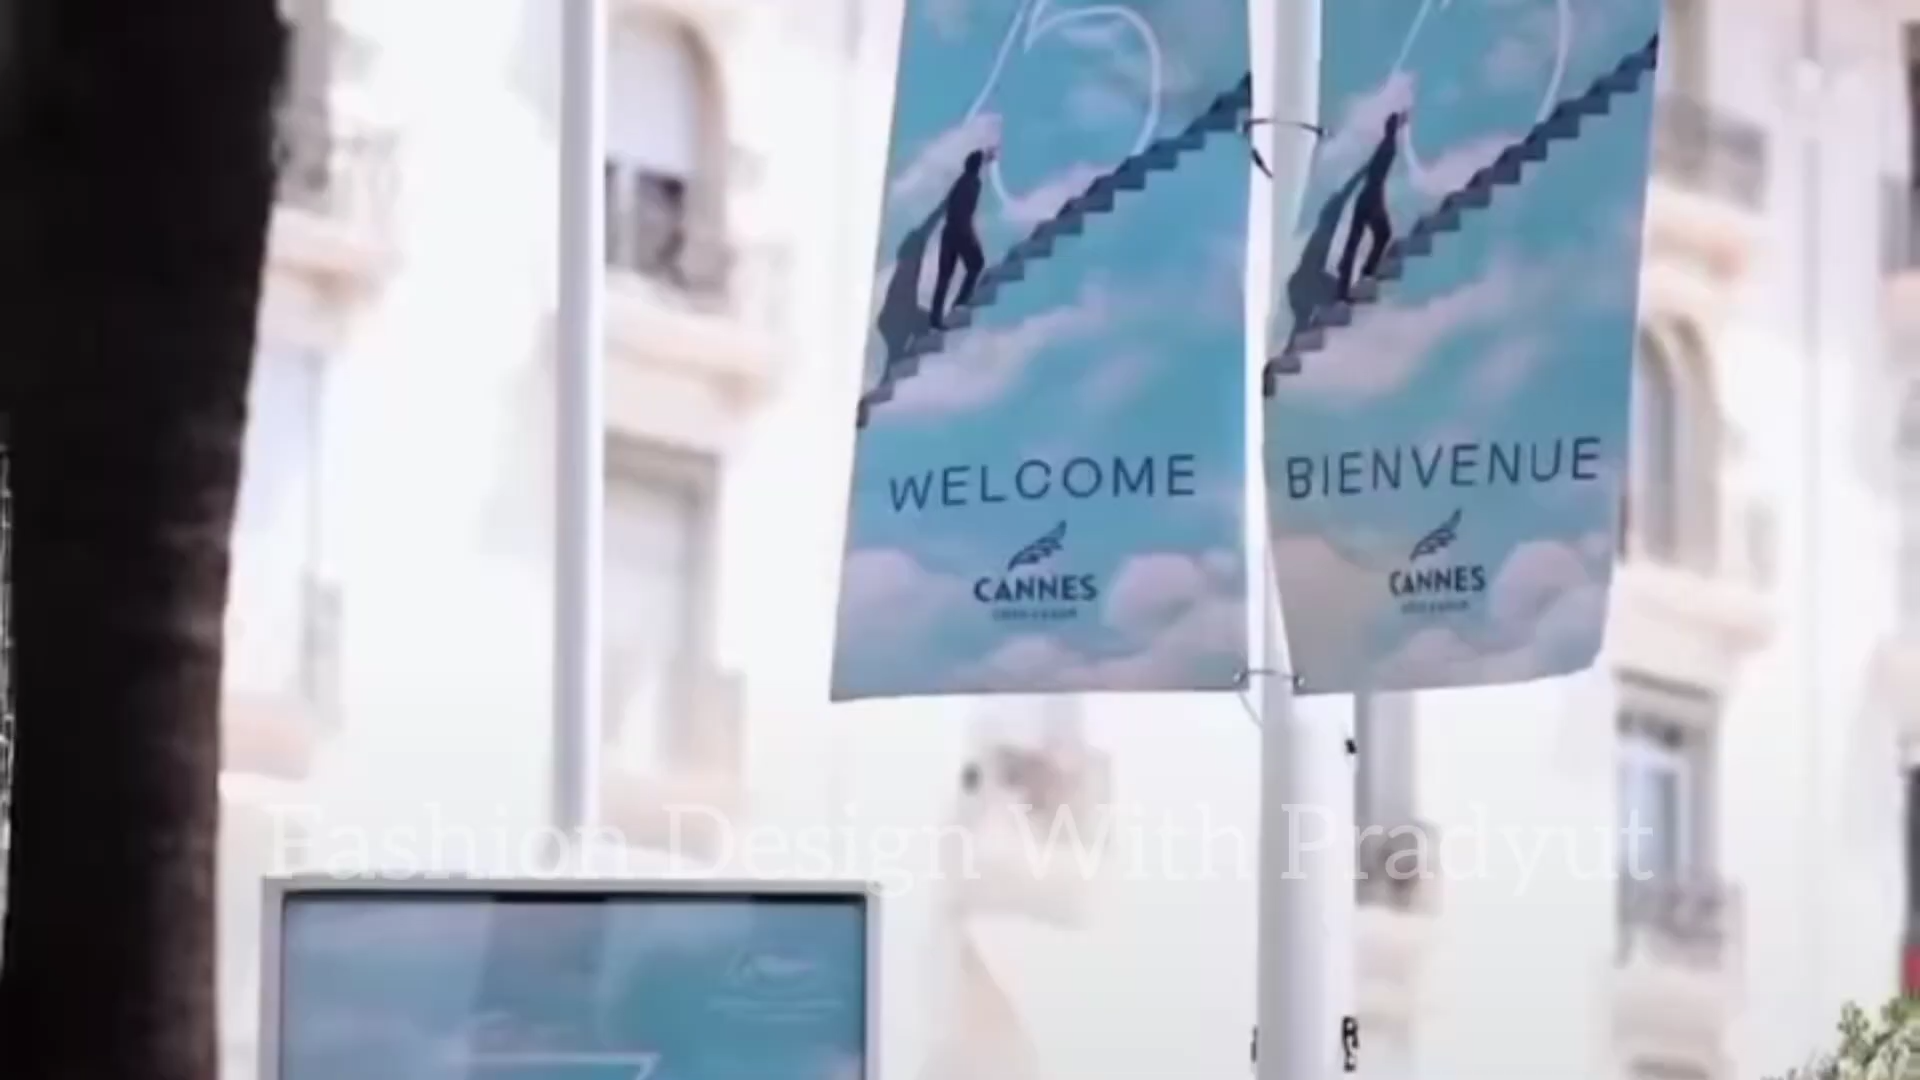 WELCOME
CANNES
BIENVENUE
CANNES
Fashion Design With Pradyut